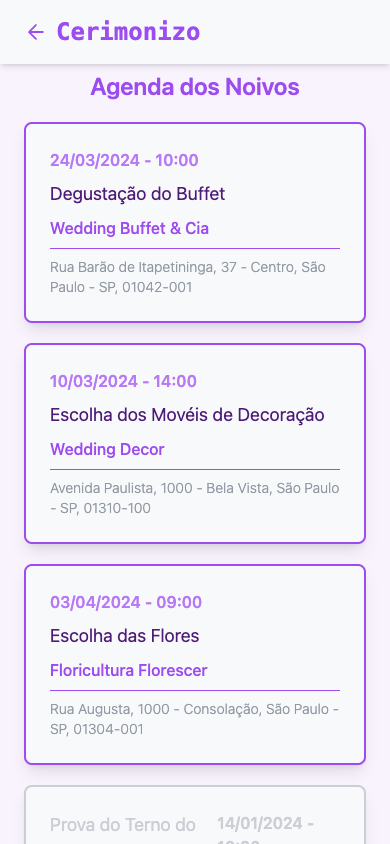 Cerimonizo
Agenda dos Noivos
24/03/2024 - 10:00
Degustação do Buffet
Wedding Buffet & Cia
Rua Barão de Itapetininga, 37 - Centro, São
Paulo - SP, 01042-001
10/03/2024 - 14:00
Escolha dos Movéis de Decoração
Wedding Decor
Avenida Paulista, 1000 - Bela Vista, São Paulo
- SP, 01310-100
03/04/2024 - 09:00
Escolha das Flores
Floricultura Florescer
Rua Augusta, 1000 - Consolação, São Paulo -
SP, 01304-001
Prova do Terno do
14/01/2024 -